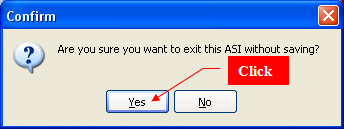 Confirm
Are you sure you want to exit this ASI without saving?
Click
Yes No